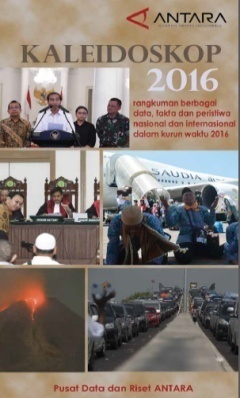 ANTARA
KALEIDOSKOP
2016
rangkuman berbagai
data, fakta dan peristiwa
nasional dan internasional
dalam kurun waktu 2016
SAUDIA
Pusat Data dan Riset ANTARA